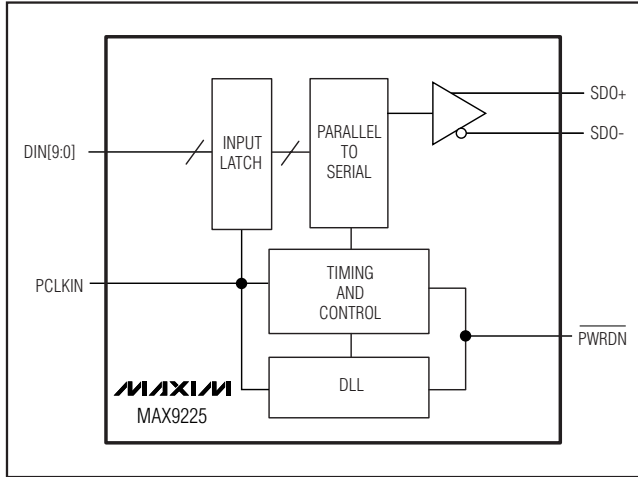 SDO+
SDO-
DIN[9:0]
INPUT
LATCH
PARALLEL
TO
SERIAL
PCLKIN
TIMING
AND
CONTROL
PWRDN
DLL
MAXIM
MAX9225